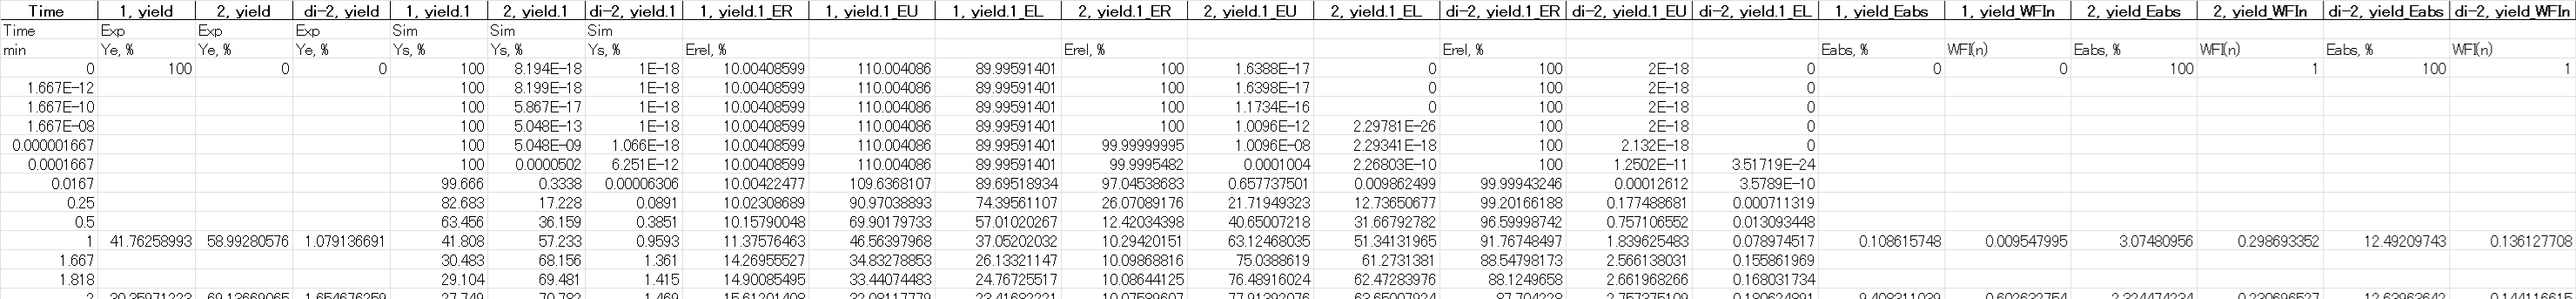 Time 1, yield 2, yield di-2, yield 1, yield.1 2, yield.1 di-2, yield.1 1, yield.1_ER 1, yield.1_EU 1, yield.1_EL 2, yield.1_ER 2, yield.1_EU 2, yield.1_EL di-2, yield.1_ER di-2, yield.1_EU di-2, yield.1_EL 1, yield_Eabs 1, yield_WFIn 2, yield_Eabs 2, yield_WFIn di-2, yield_Eabs di-2, yield_WFIn
Time Exp Exp Exp Sim Sim Sim
min Ye, % Ye, % Ye, % Ys, % Ys, % Ys, % Erel, % Erel, % Erel, % Eabs, % WFI(n) Eabs, % WFI(n) Eabs, % WFI(n)
0 100 0 0 100 8.194E-18 1E-18 10.00408599 110.004086 89.99591401 100 1.6388E-17 0 100 2E-18 0 0 0 100 1 100 1
1.667E-12 100 8.199E-18 1E-18 10.00408599 110.004086 89.99591401 100 1.6398E-17 0 100 2E-18 0
1.667E-10 100 5.867E-17 1E-18 10.00408599 110.004086 89.99591401 100 1.1734E-16 0 100 2E-18 0
1.667E-08 100 5.048E-13 1E-18 10.00408599 110.004086 89.99591401 100 1.0096E-12 2.29781E-26 100 2E-18 0
0.000001667 100 5.048E-09 1.066E-18 10.00408599 110.004086 89.99591401 99.99999995 1.0096E-08 2.29341E-18 100 2.132E-18 0
0.0001667 100 0.0000502 6.251E-12 10.00408599 110.004086 89.99591401 99.9995482 0.0001004 2.26803E-10 100 1.2502E-11 3.51719E-24
0.0167 99.666 0.3338 0.00006306 10.00422477 109.6368107 89.69518934 97.04538683 0.657737501 0.009862499 99.99943246 0.00012612 3.5789E-10
0.25 82.683 17.228 0.0891 10.02308689 90.97038893 74.39561107 26.07089176 21.71949323 12.73650677 99.20166188 0.177488681 0.000711319
0.5 63.456 36.159 0.3851 10.15790048 69.90179733 57.01020267 12.42034398 40.65007218 31.66792782 96.59998742 0.757106552 0.013093448
1 41.76258993 58.99280576 1.079136691 41.808 57.233 0.9593 11.37576463 46.56397968 37.05202032 10.29420151 63.12468035 51.34131965 91.76748497 1.839625483 0.078974517 0.108615748 0.009547995 3.07480956 0.298693352 12.49209743 0.136127708
1.667 30.483 68.156 1.361 14.26955527 34.83278853 26.13321147 10.09868816 75.0388619 61.2731381 88.54798173 2.566138031 0.155861969
1.818 29.104 69.481 1.415 14.90085495 33.44074483 24.76725517 10.08644125 76.48916024 62.47283976 88.1249658 2.661968266 0.168031734